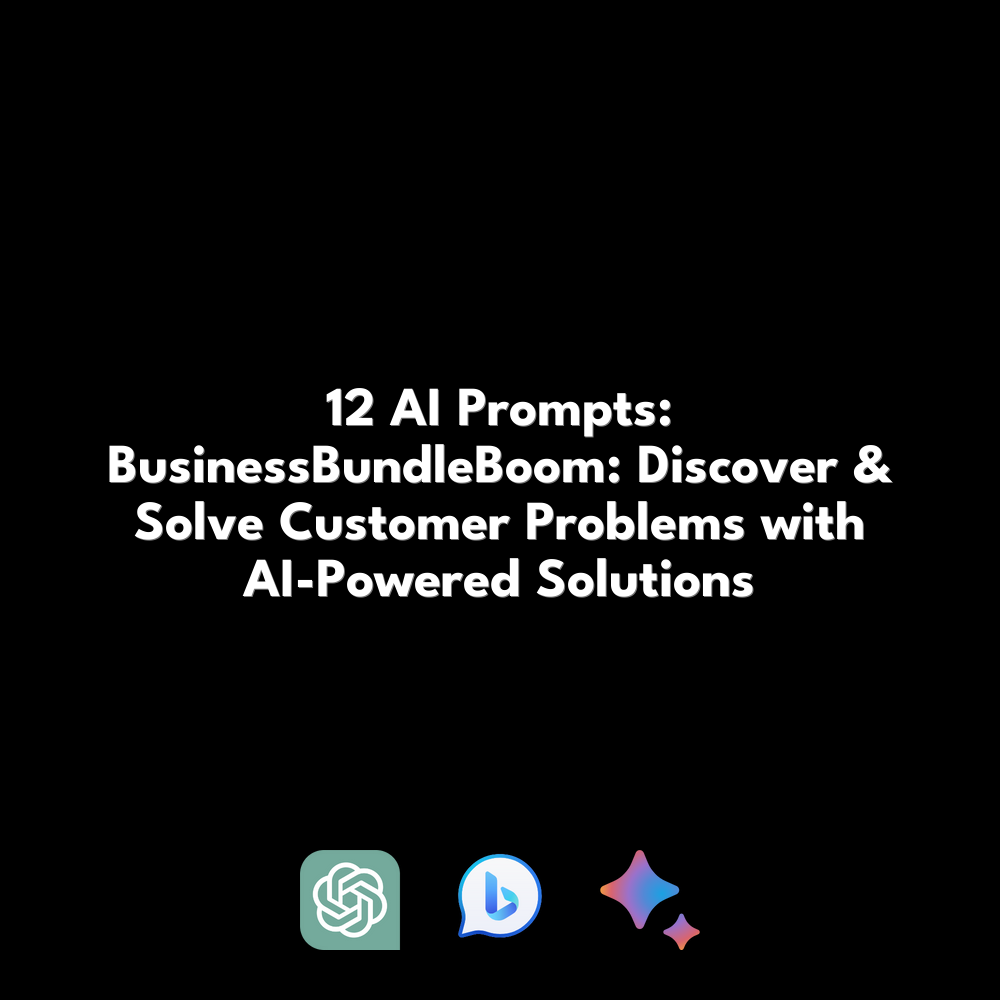 12 AI Prompts:
BusinessBundleBoom: Discover &
Solve Customer Problems with
AI-Powered Solutions